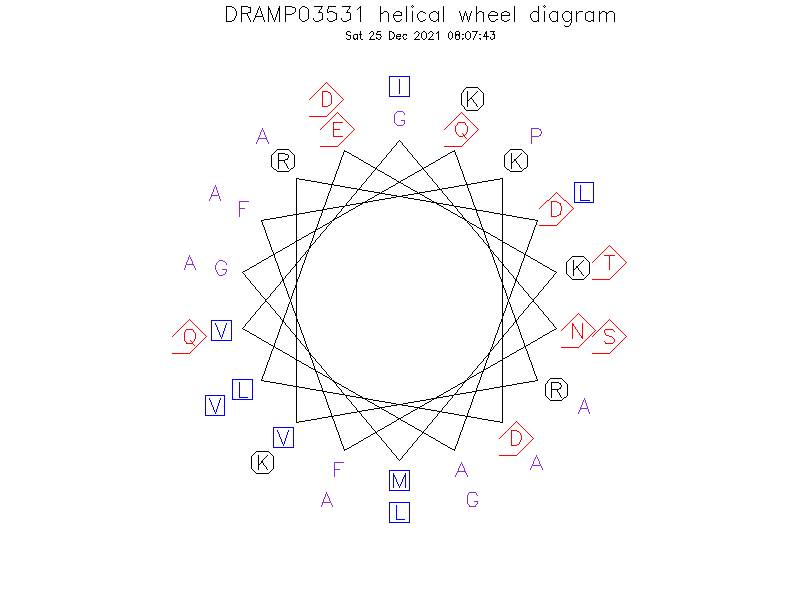 DRAMP03531 helical wheel diagram
Sat 25 Dec 2021 08:07:43
I
D K
G
E Q
A P
R K
A L
F D
A G K T
Q V N S
L R
V A
V D
K A
F A
M
A G
L